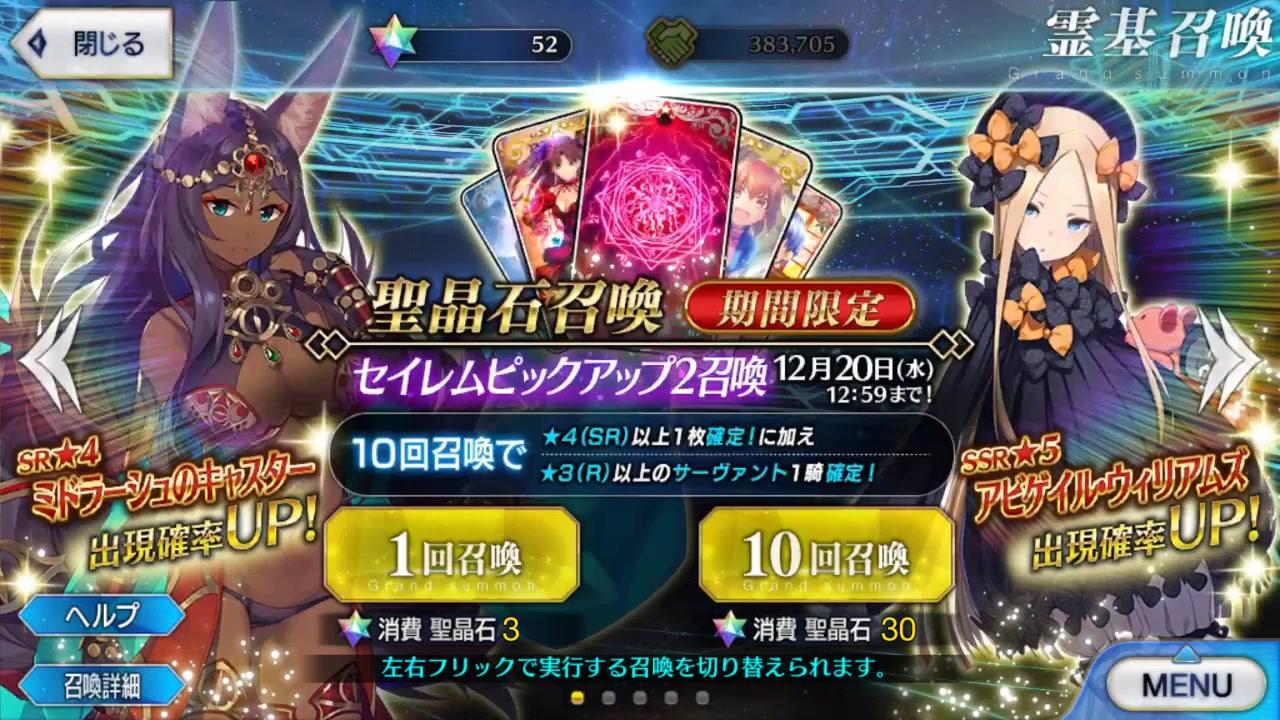 閉じる
52
383,705
霊基召喚
Grand summon
聖晶石召喚
期間限定
セイレムピックアップ2召喚
12月20日(水)
12:59まで!
10回召喚で
★4(SR)以上1枚確定!に加え
★3(R)以上のサーヴァント1騎確定!
SR★4
ミドラーシュのキャスター
出現確率UP!
SSR★5
アビゲイル・ウィリアムズ
出現確率UP!
1回召喚
Grand summon
10回召喚
Grand summon
消費 聖晶石 3
消費 聖晶石 30
ヘルプ
召喚詳細
左右フリックで実行する召喚を切り替えられます。
MENU